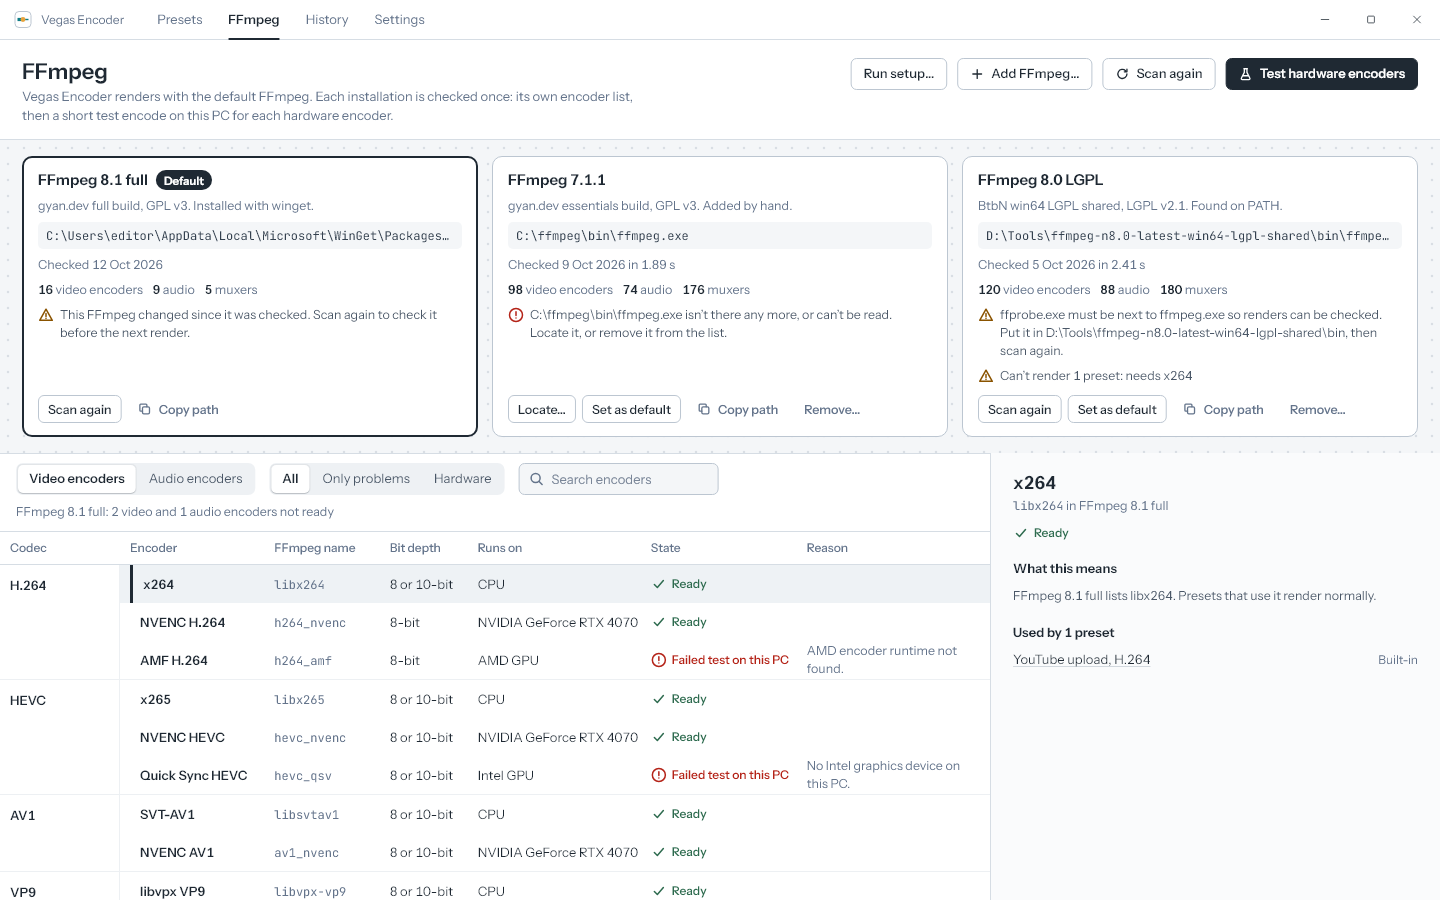 Vegas Encoder
Presets
FFmpeg
History
Settings
FFmpeg
Vegas Encoder renders with the default FFmpeg. Each installation is checked once: its own encoder list,
then a short test encode on this PC for each hardware encoder.
Run setup...
Add FFmpeg...
Scan again
Test hardware encoders
FFmpeg 8.1 full
Default
gyan.dev full build, GPL v3. Installed with winget.
C:\Users\editor\AppData\Local\Microsoft\WinGet\Packages…
Checked 12 Oct 2026
16 video encoders 9 audio 5 muxers
This FFmpeg changed since it was checked. Scan again to check it
before the next render.
Scan again
Copy path
FFmpeg 7.1.1
gyan.dev essentials build, GPL v3. Added by hand.
C:\ffmpeg\bin\ffmpeg.exe
Checked 9 Oct 2026 in 1.89 s
98 video encoders 74 audio 176 muxers
C:\ffmpeg\bin\ffmpeg.exe isn't there any more, or can't be read.
Locate it, or remove it from the list.
Locate...
Set as default
Copy path
Remove...
FFmpeg 8.0 LGPL
BtbN win64 LGPL shared, LGPL v2.1. Found on PATH.
D:\Tools\ffmpeg-n8.0-latest-win64-lgpl-shared\bin\ffmpe…
Checked 5 Oct 2026 in 2.41 s
120 video encoders 88 audio 180 muxers
ffprobe.exe must be next to ffmpeg.exe so renders can be checked.
Put it in D:\Tools\ffmpeg-n8.0-latest-win64-lgpl-shared\bin, then
scan again.
Can't render 1 preset: needs x264
Scan again
Set as default
Copy path
Remove...
Video encoders
Audio encoders
All
Only problems
Hardware
Search encoders
FFmpeg 8.1 full: 2 video and 1 audio encoders not ready
Codec Encoder FFmpeg name Bit depth Runs on State Reason
H.264 x264 libx264 8 or 10-bit CPU Ready
NVENC H.264 h264_nvenc 8-bit NVIDIA GeForce RTX 4070 Ready
AMF H.264 h264_amf 8-bit AMD GPU Failed test on this PC AMD encoder runtime not
found.
HEVC x265 libx265 8 or 10-bit CPU Ready
NVENC HEVC hevc_nvenc 8 or 10-bit NVIDIA GeForce RTX 4070 Ready
Quick Sync HEVC hevc_qsv 8 or 10-bit Intel GPU Failed test on this PC No Intel graphics device on
this PC.
AV1 SVT-AV1 libsvtav1 8 or 10-bit CPU Ready
NVENC AV1 av1_nvenc 8 or 10-bit NVIDIA GeForce RTX 4070 Ready
VP9 libvpx VP9 libvpx-vp9 8 or 10-bit CPU Ready
x264
libx264 in FFmpeg 8.1 full
Ready
What this means
FFmpeg 8.1 full lists libx264. Presets that use it render normally.
Used by 1 preset
YouTube upload, H.264 Built-in